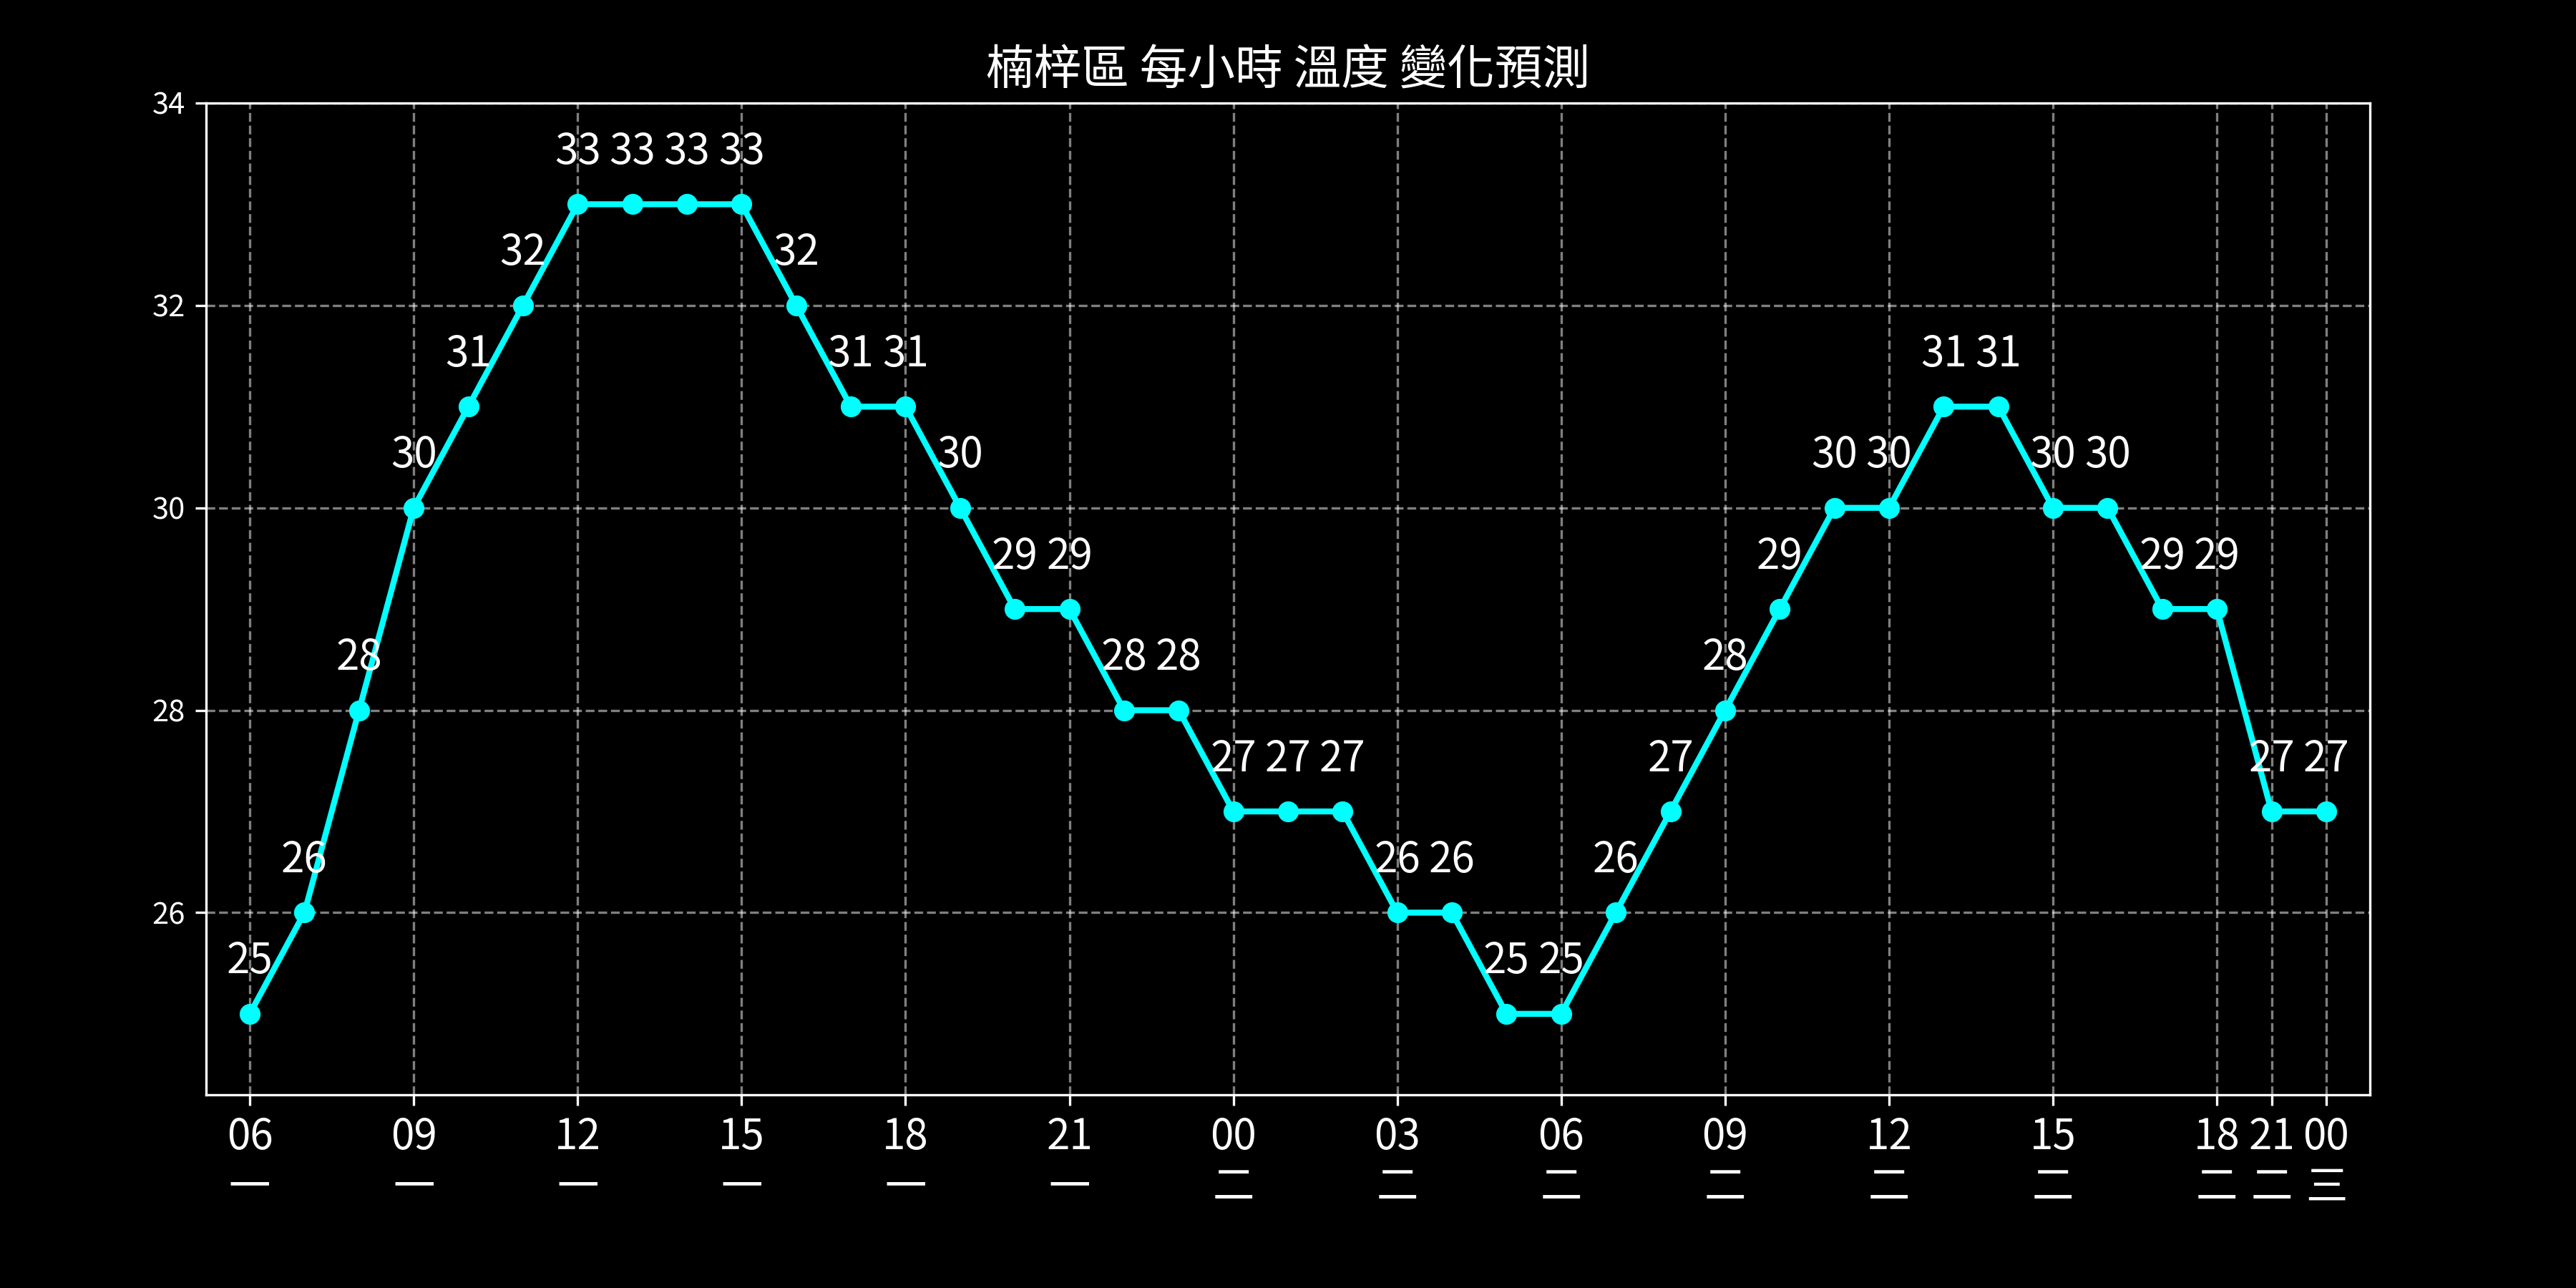 楠梓區 每小時 溫度 變化預測
34
33 33 33 33
32 32
32
31 31 31 31 31
30 30 30 30 30 30
30
29 29 29 29 29
28 28 28 28
28
27 27 27 27 27 27
26 26 26 26
26
25 25 25
06 09 12 15 18 21 00 03 06 09 12 15 18 21 00
一 一 一 一 一 一 二 二 二 二 二 二 二 二 三